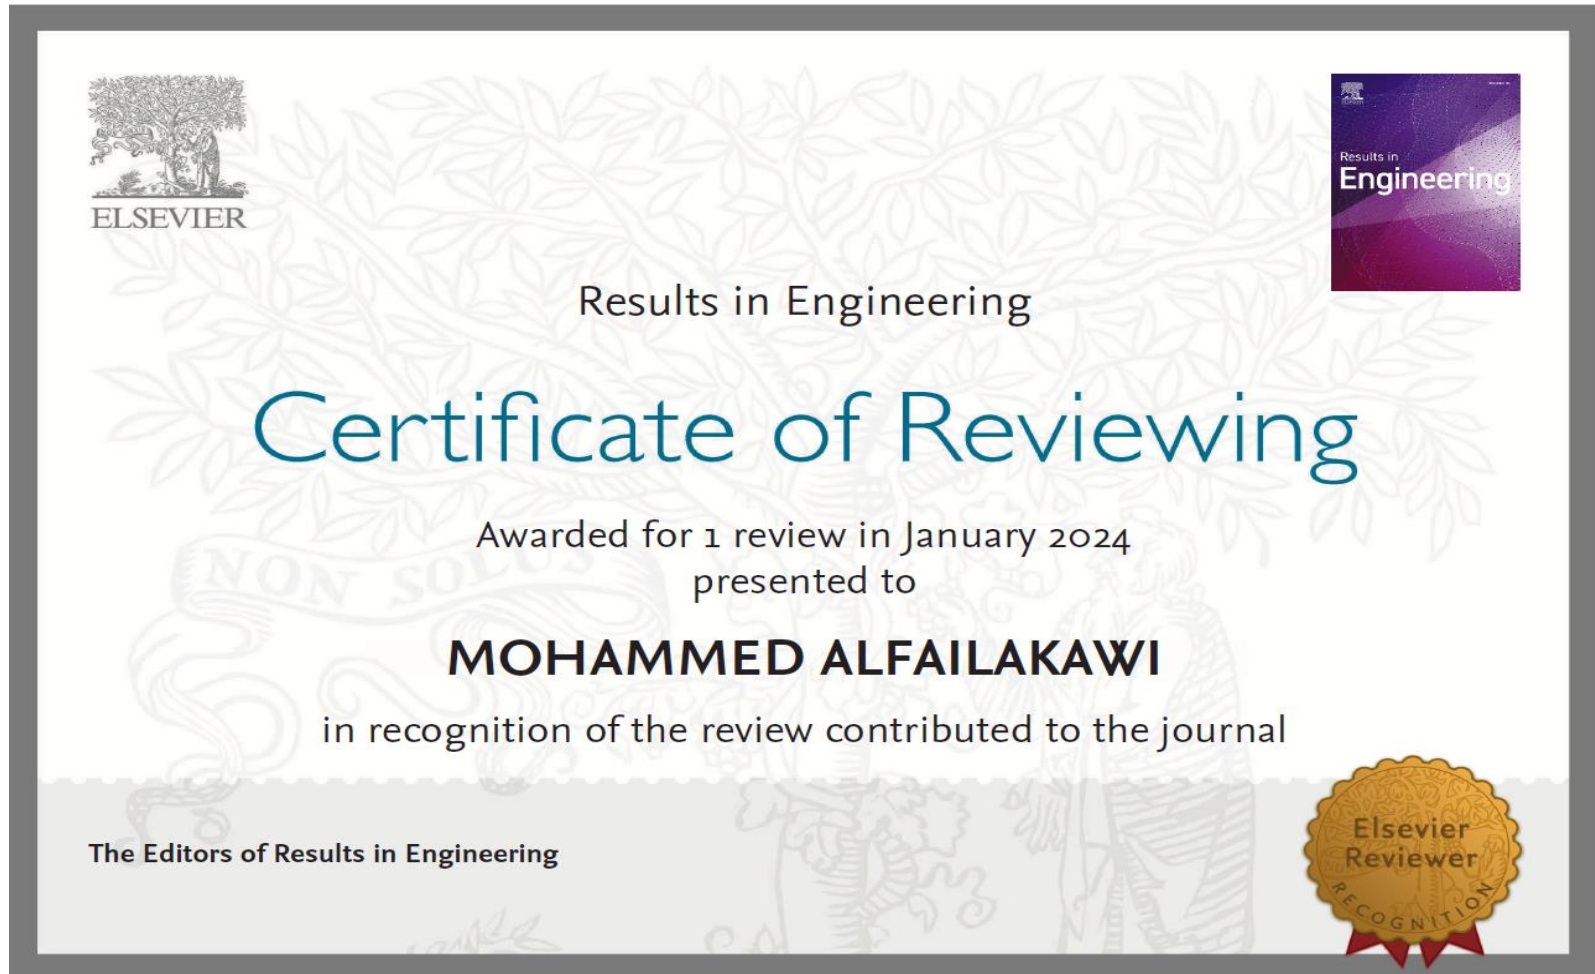 ELSEVIER
Results in
Engineering
Results in Engineering
Certificate of Reviewing
Awarded for 1 review in January 2024
presented to
MOHAMMED ALFAILAKAWI
in recognition of the review contributed to the journal
NON SOLUS
The Editors of Results in Engineering
Elsevier
Reviewer
RECOGNITION